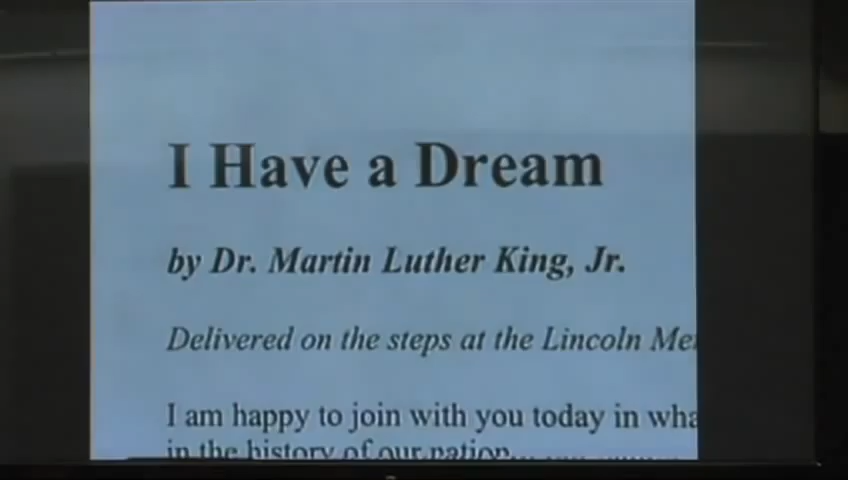 I Have a Dream
by Dr. Martin Luther King, Jr.
Delivered on the steps at the Lincoln
I am happy to join with you today in
in the history of our nation.